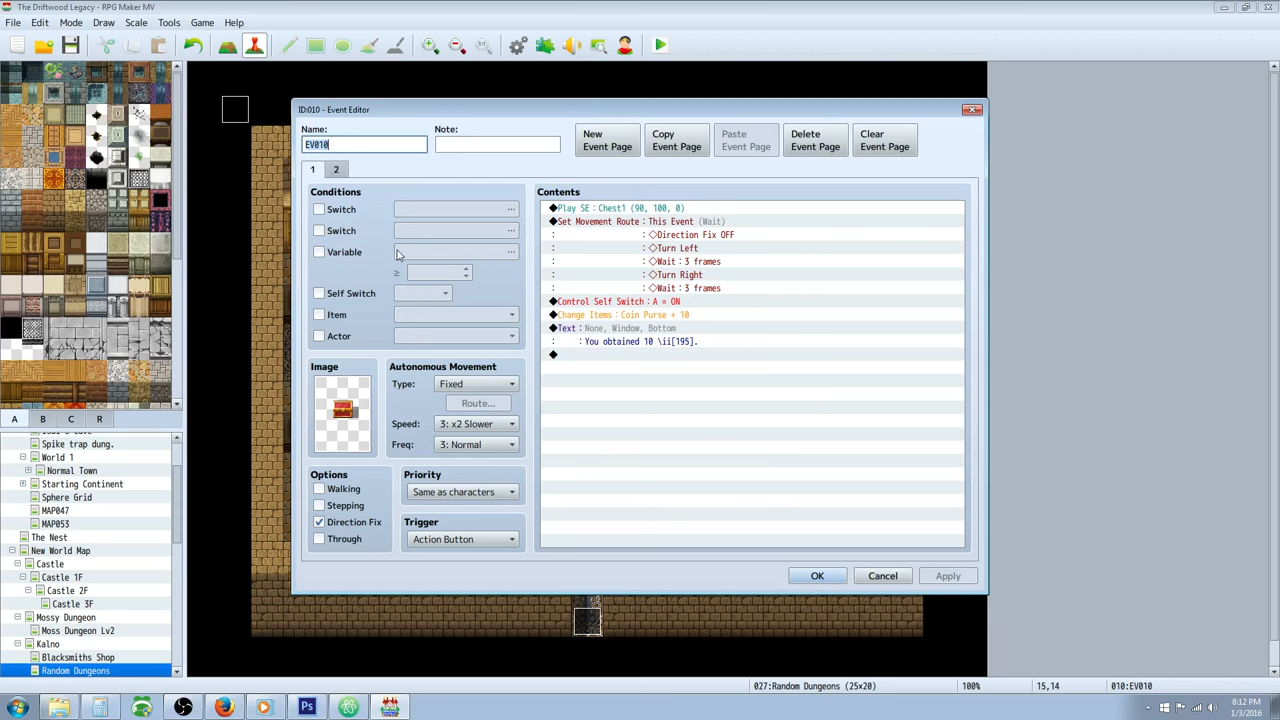 The Driftwood Legacy - RPG Maker MV
File Edit Mode Draw Scale Tools Game Help
ID:010 - Event Editor
Name: Note:
EV010
New Event Page
Copy Event Page
Paste Event Page
Delete Event Page
Clear Event Page
1 2
Conditions
Switch ...
Switch ...
Variable ...
≥
Self Switch
Item
Actor
Image
Autonomous Movement
Type: Fixed
Route...
Speed: 3: x2 Slower
Freq: 3: Normal
Options
Walking
Stepping
Direction Fix
Through
Priority
Same as characters
Trigger
Action Button
Contents
◆Play SE : Chest1 (90, 100, 0)
◆Set Movement Route : This Event (Wait)
: : ◇Direction Fix OFF
: : ◇Turn Left
: : ◇Wait : 3 frames
: : ◇Turn Right
: : ◇Wait : 3 frames
◆Control Self Switch : A = ON
◆Change Items : Coin Purse + 10
◆Text : None, Window, Bottom
: : You obtained 10 \ii[195].
◆
OK Cancel Apply
A B C R
Spike trap dung.
World 1
Normal Town
Starting Continent
Sphere Grid
MAP047
MAP053
The Nest
New World Map
Castle
Castle 1F
Castle 2F
Castle 3F
Mossy Dungeon
Moss Dungeon Lv2
Kalno
Blacksmiths Shop
Random Dungeons
027:Random Dungeons (25x20) 100% 15,14 010:EV010
Ps
8:12 PM
1/3/2016